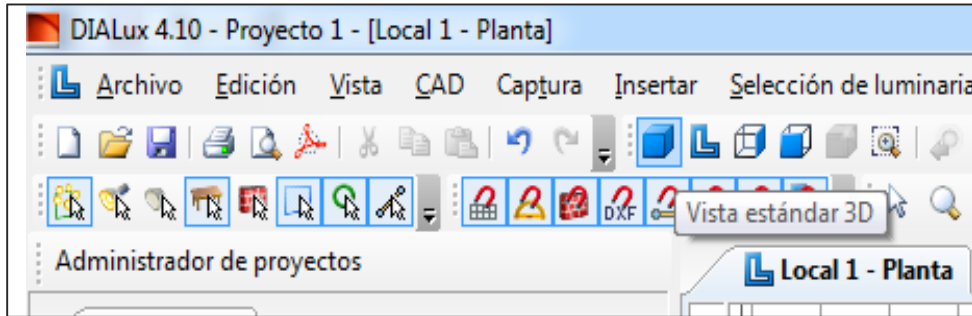 DIALux 4.10 - Proyecto 1 - [Local 1 - Planta]
Archivo Edición Vista CAD Captura Insertar Selección de luminaria
DXF
Vista estándar 3D
Administrador de proyectos
Local 1 - Planta